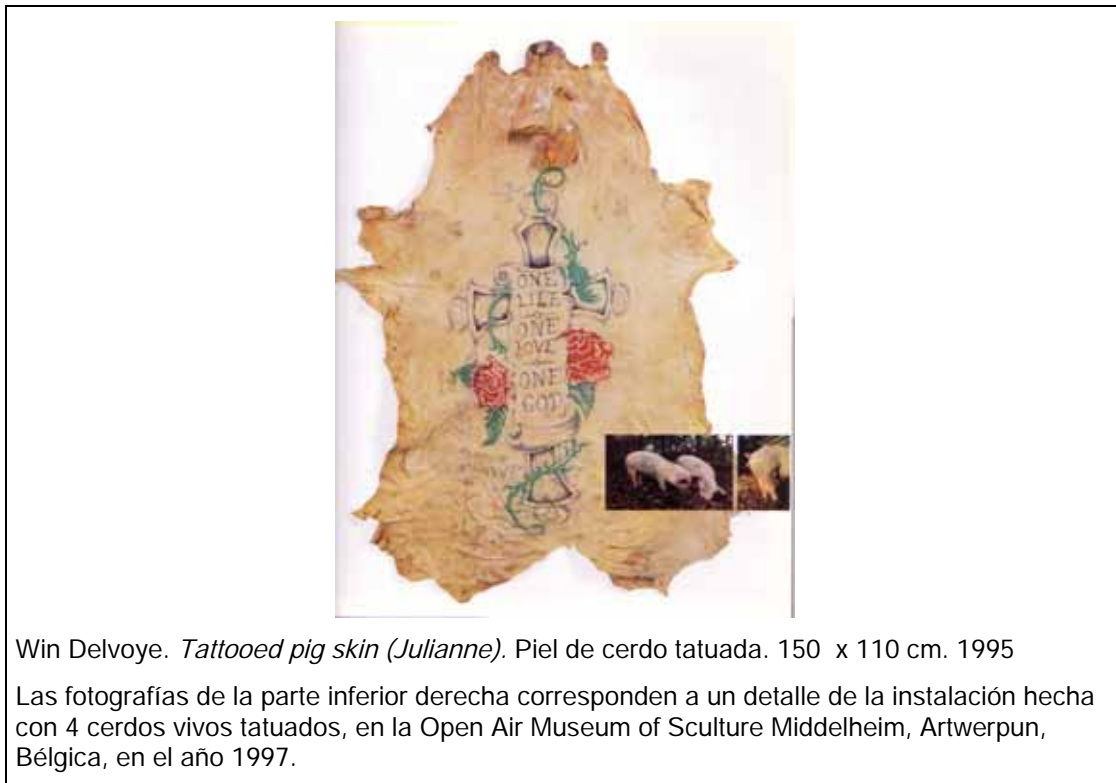 ONE
LIFE
ONE
LOVE
ONE
GOT
Win Delvoye. Tattooed pig skin (Julianne). Piel de cerdo tatuada. 150 x 110 cm. 1995
Las fotografías de la parte inferior derecha corresponden a un detalle de la instalación hecha
con 4 cerdos vivos tatuados, en la Open Air Museum of Sculture Middelheim, Artwerpun,
Bélgica, en el año 1997.